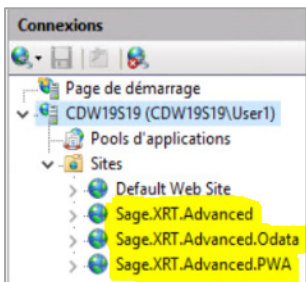 Connexions
Page de démarrage
CDW19S19 (CDW19S19\User1)
Pools d'applications
Sites
Default Web Site
Sage.XRT.Advanced
Sage.XRT.Advanced.Odata
Sage.XRT.Advanced.PWA